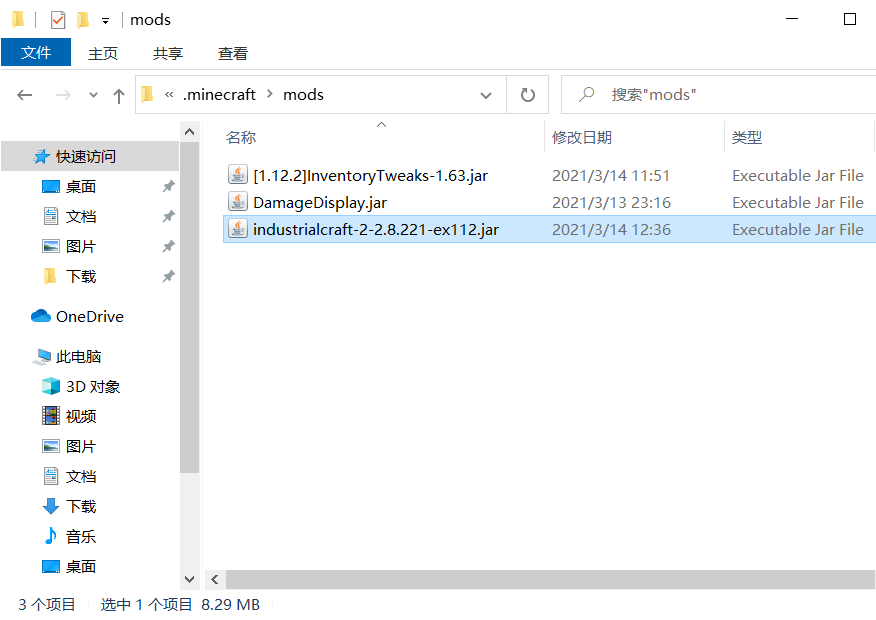 mods
文件 主页 共享 查看
« .minecraft › mods 搜索"mods"
名称 修改日期 类型
[1.12.2]InventoryTweaks-1.63.jar 2021/3/14 11:51 Executable Jar File
DamageDisplay.jar 2021/3/13 23:16 Executable Jar File
industrialcraft-2-2.8.221-ex112.jar 2021/3/14 12:36 Executable Jar File
快速访问
桌面
文档
图片
下载
OneDrive
此电脑
3D 对象
视频
图片
文档
下载
音乐
桌面
3 个项目 选中 1 个项目 8.29 MB